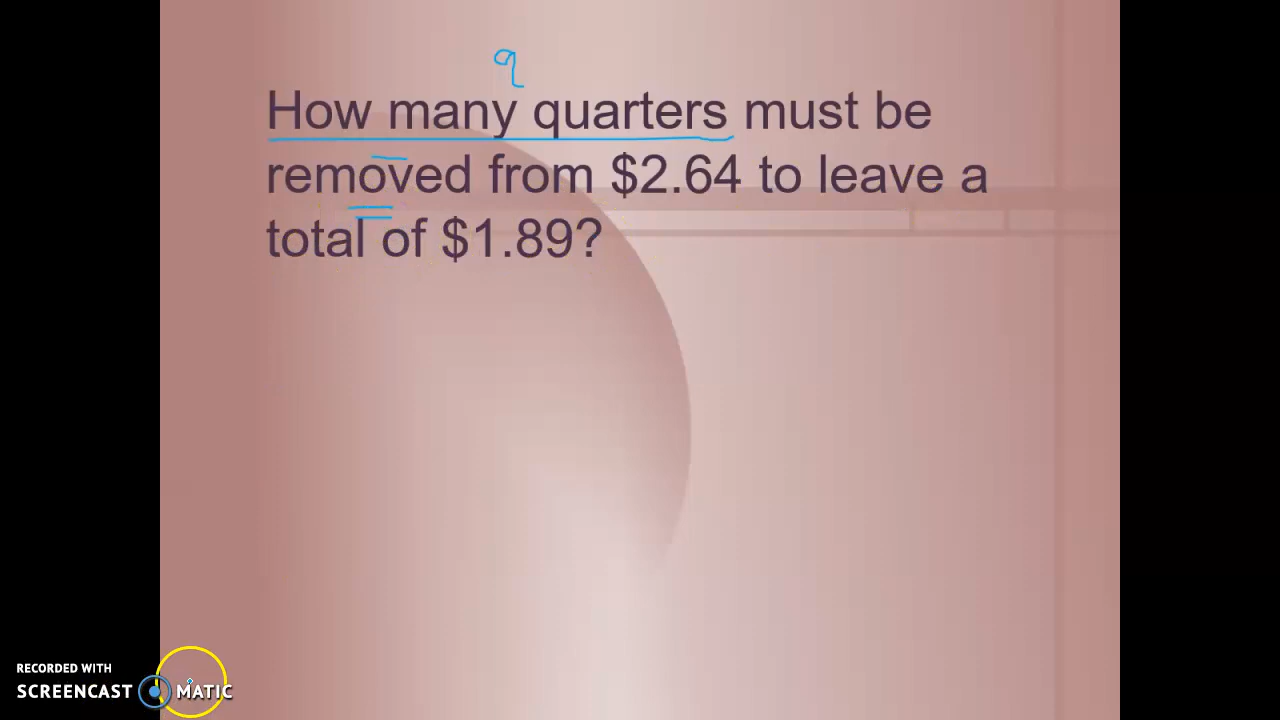 q
How many quarters must be
removed from $2.64 to leave a
total of $1.89?
RECORDED WITH
SCREENCAST MATIC